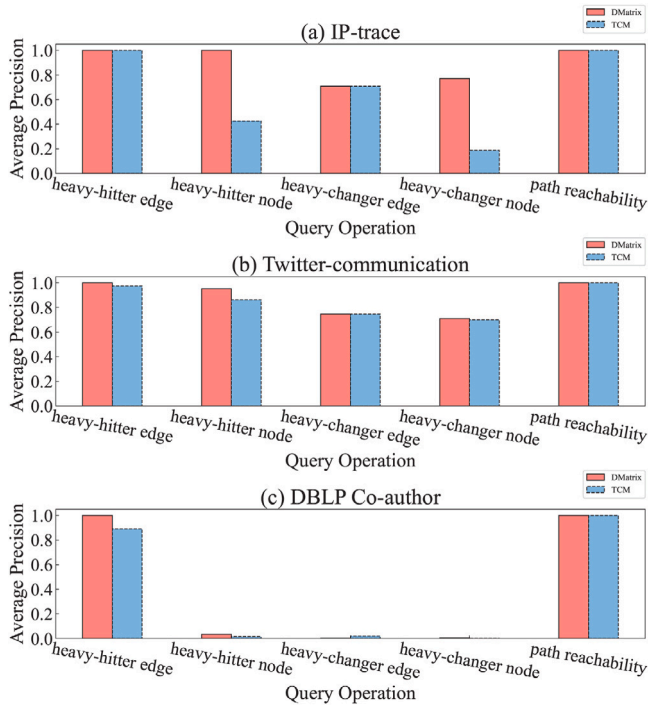 DMatrix
TCM
(a) IP-trace
Average Precision
1.0
0.8
0.6
0.4
0.2
0.0
heavy-hitter edge
heavy-hitter node
heavy-changer edge
heavy-changer node
path reachability
Query Operation
DMatrix
TCM
(b) Twitter-communication
Average Precision
1.0
0.8
0.6
0.4
0.2
0.0
heavy-hitter edge
heavy-hitter node
heavy-changer edge
heavy-changer node
path reachability
Query Operation
DMatrix
TCM
(c) DBLP Co-author
Average Precision
1.0
0.8
0.6
0.4
0.2
0.0
heavy-hitter edge
heavy-hitter node
heavy-changer edge
heavy-changer node
path reachability
Query Operation